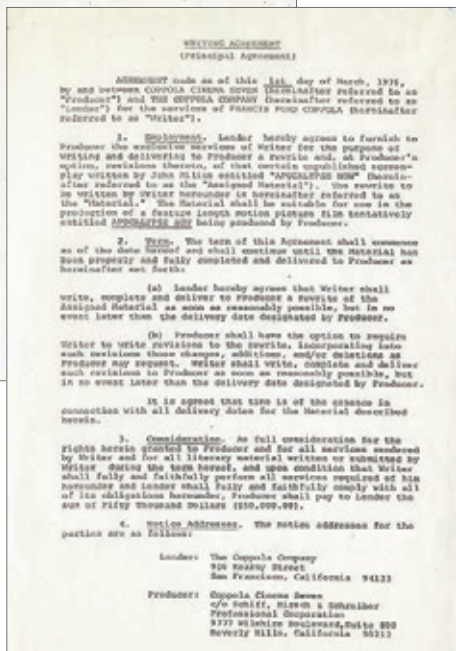 WRITING AGREEMENT
(Principal Agreement)
AGREEMENT made as of this 1st day of March, 1976,
by and between COPPOLA CINEMA SEVEN (hereinafter referred to as
"Producer") and THE COPPOLA COMPANY (hereinafter referred to as
"Lender") for the services of FRANCIS FORD COPPOLA (hereinafter
referred to as "Writer").
1. Employment. Lender hereby agrees to furnish to
Producer the exclusive services of Writer for the purpose of
writing and delivering to Producer a rewrite and, at Producer's
option, revisions thereto, of that certain unpublished screen-
play written by John Milius entitled "APOCALYPSE NOW" (herein-
after referred to as the "Assigned Material"). The rewrite to
be written by Writer hereunder is hereinafter referred to as
the "Material." The Material shall be suitable for use in the
production of a feature length motion picture film tentatively
entitled APOCALYPSE NOW being produced by Producer.
2. Term. The term of this Agreement shall commence
as of the date hereof and shall continue until the Material has
been properly and fully completed and delivered to Producer as
hereinafter set forth:
(a) Lender hereby agrees that Writer shall
write, complete and deliver to Producer a rewrite of the
Assigned Material as soon as reasonably possible, but in no
event later than the delivery date designated by Producer.
(b) Producer shall have the option to require
Writer to write revisions to the rewrite, incorporating into
such revisions those changes, additions, and/or deletions as
Producer may request. Writer shall write, complete and deliver
such revisions to Producer as soon as reasonably possible, but
in no event later than the delivery date designated by Producer.
It is agreed that time is of the essence in
connection with all delivery dates for the Material described
herein.
3. Consideration. As full consideration for the
rights herein granted to Producer and for all services rendered
by Writer and for all literary material written or submitted by
Writer during the term hereof, and upon condition that Writer
shall fully and faithfully perform all services required of him
hereunder and Lender shall fully and faithfully comply with all
of its obligations hereunder, Producer shall pay to Lender the
sum of Fifty Thousand Dollars ($50,000.00).
4. Notice Addresses. The notice addresses for the
parties are as follows:
Lender: The Coppola Company
916 Kearny Street
San Francisco, California 94133
Producer: Coppola Cinema Seven
c/o Schiff, Hirsch & Schreiber
Professional Corporation
9777 Wilshire Boulevard, Suite 800
Beverly Hills, California 90212